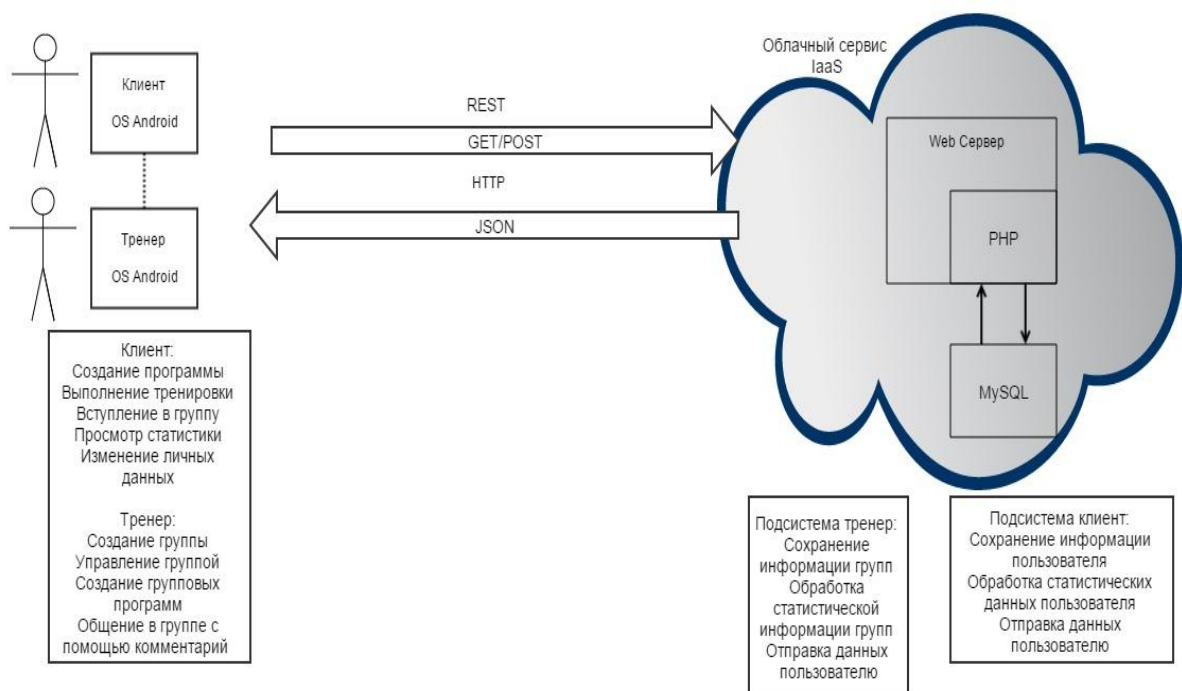 Клиент
OS Android
Тренер
OS Android
REST
GET/POST
HTTP
JSON
Облачный сервис
IaaS
Web Сервер
PHP
MySQL
Клиент:
Создание программы
Выполнение тренировки
Вступление в группу
Просмотр статистики
Изменение личных
данных
Тренер:
Создание группы
Управление группой
Создание групповых
программ
Общение в группе с
помощью комментарий
Подсистема тренер:
Сохранение
информации групп
Обработка
статистической
информации групп
Отправка данных
пользователю
Подсистема клиент:
Сохранение информации
пользователя
Обработка статистических
данных пользователя
Отправка данных
пользователю